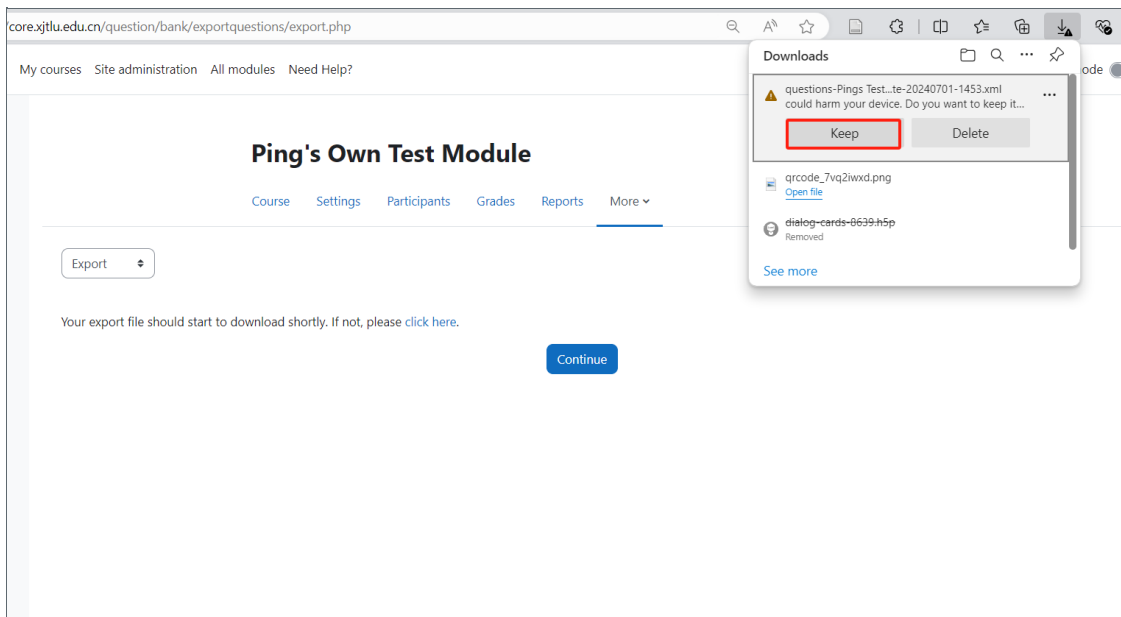 core.xjtlu.edu.cn/question/bank/exportquestions/export.php
My courses Site administration All modules Need Help?
ode
Downloads
questions-Pings Test...te-20240701-1453.xml
could harm your device. Do you want to keep it...
Keep Delete
qrcode_7vq2iwxd.png
Open file
dialog-cards-8639.h5p
Removed
See more
Ping's Own Test Module
Course Settings Participants Grades Reports More
Export
Your export file should start to download shortly. If not, please click here.
Continue